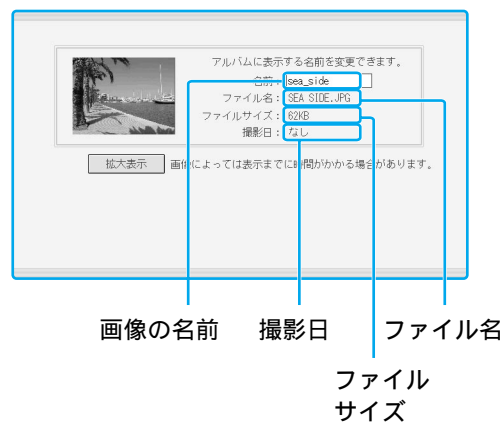 アルバムに表示する名前を変更できます。
名前：sea_side
ファイル名：SEA SIDE.JPG
ファイルサイズ：62KB
撮影日：なし
拡大表示 画像によっては表示までに時間がかかる場合があります。
画像の名前 撮影日 ファイル名
ファイル
サイズ